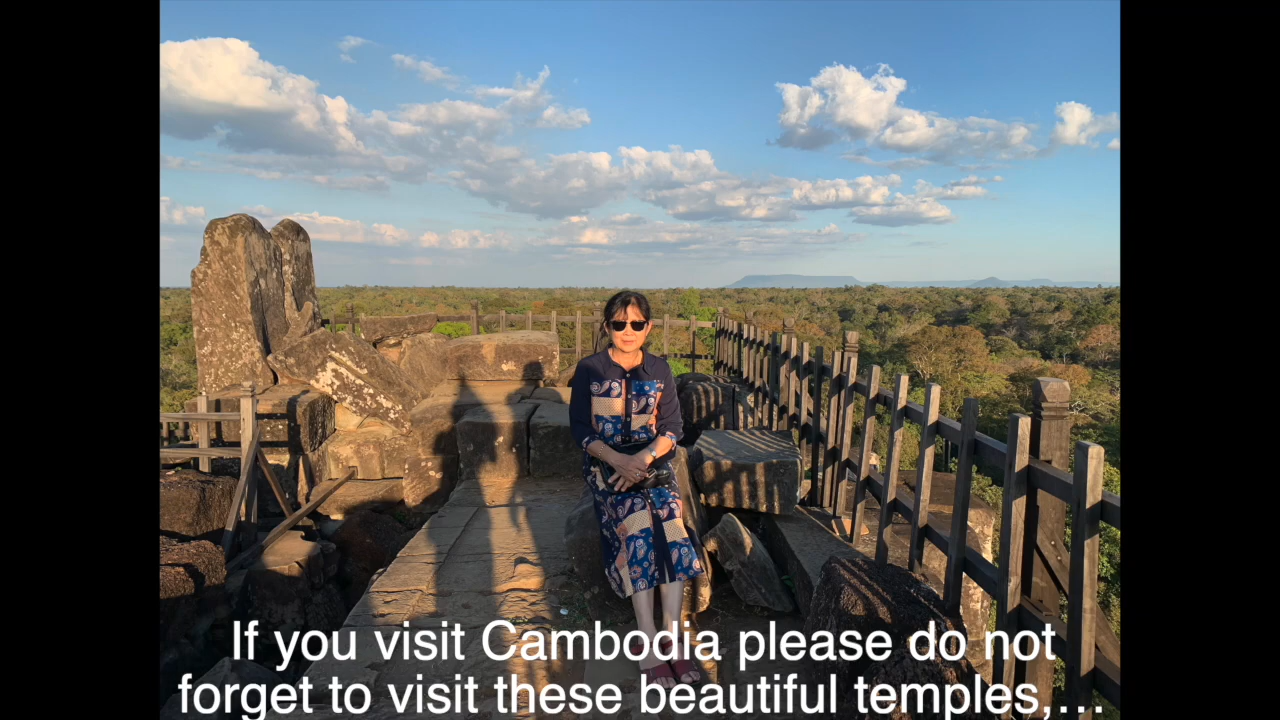 If you visit Cambodia please do not
forget to visit these beautiful temples,...